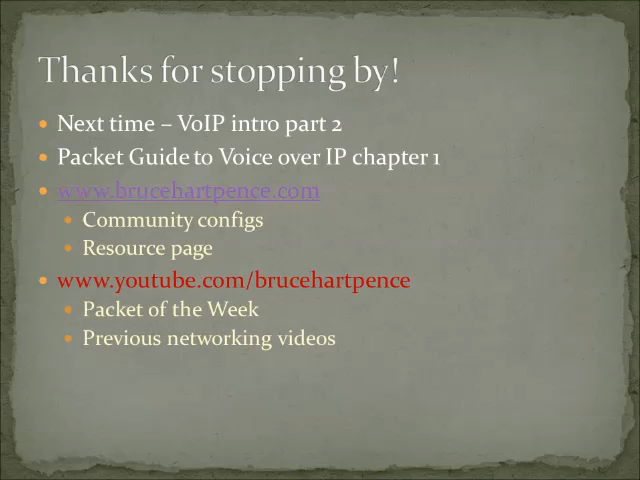 Thanks for stopping by!
Next time – VoIP intro part 2
Packet Guide to Voice over IP chapter 1
www.brucehartpence.com
Community configs
Resource page
www.youtube.com/brucehartpence
Packet of the Week
Previous networking videos